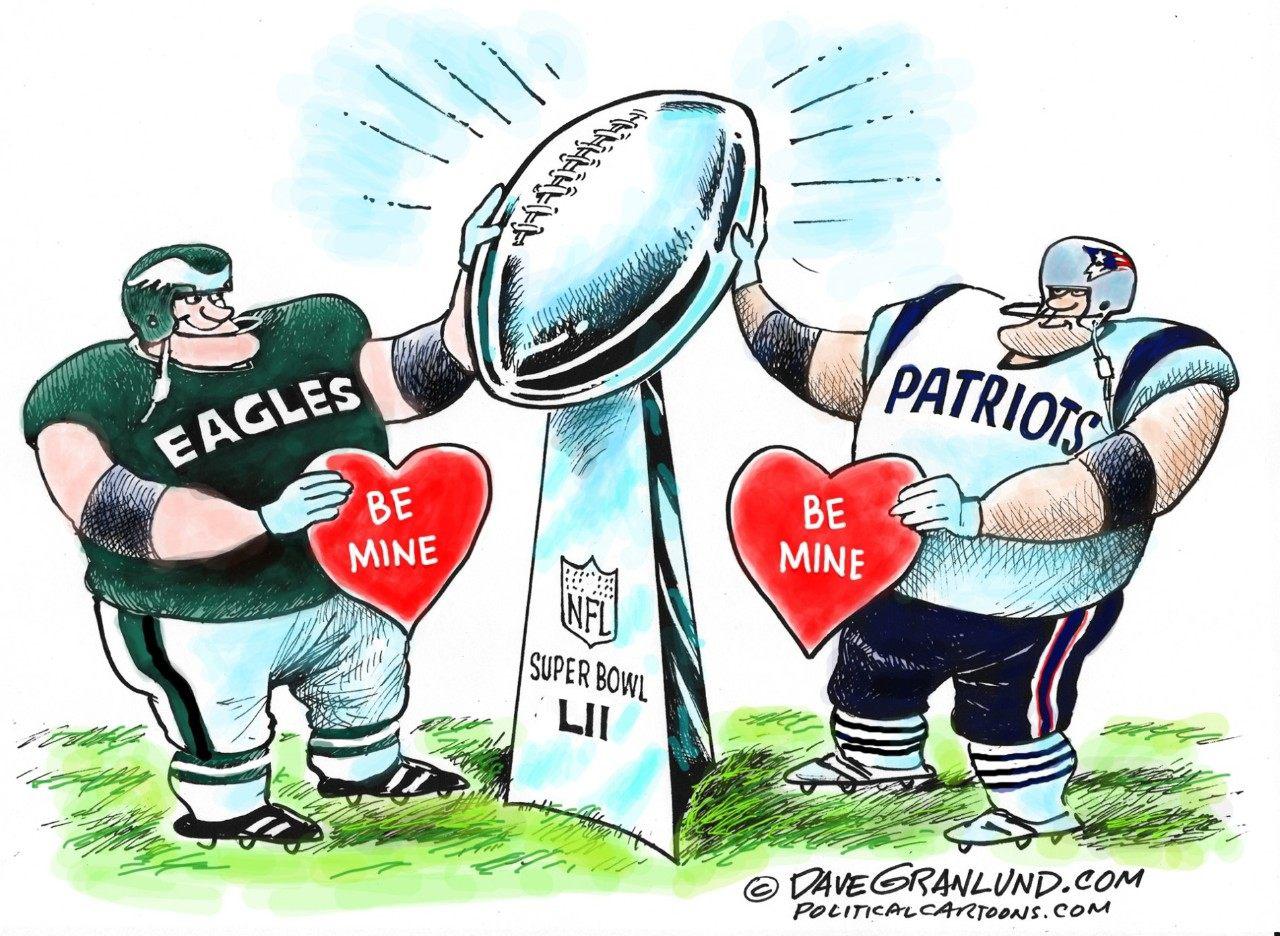 EAGLES
PATRIOTS
BE
MINE
BE
MINE
NFL
SUPER BOWL
LII
© DAVEGRANLUND.COM
POLITICALCARTOONS.COM